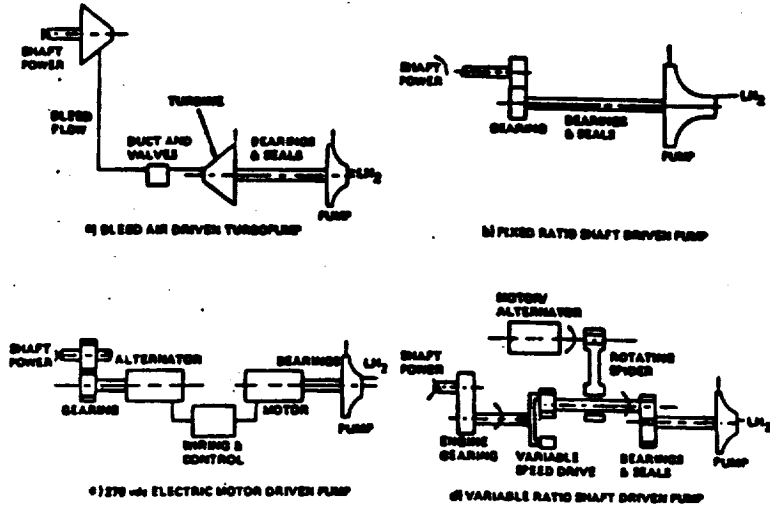 SHAFT
POWER
BLEED
FLOW
TURBINE
DUCT AND
VALVES
BEARINGS
& SEALS
LH2
PUMP
a) BLEED AIR DRIVEN TURBOPUMP
SHAFT
POWER
GEARING
BEARINGS
& SEALS
LH2
PUMP
b) FIXED RATIO SHAFT DRIVEN PUMP
SHAFT
POWER
ALTERNATOR
GEARING
WIRING &
CONTROL
MOTOR
BEARINGS
LH2
PUMP
c) 270 vdc ELECTRIC MOTOR DRIVEN PUMP
MOTOR/
ALTERNATOR
SHAFT
POWER
ROTATING
SPIDER
ENGINE
GEARING
VARIABLE
SPEED DRIVE
BEARINGS
& SEALS
LH2
PUMP
d) VARIABLE RATIO SHAFT DRIVEN PUMP